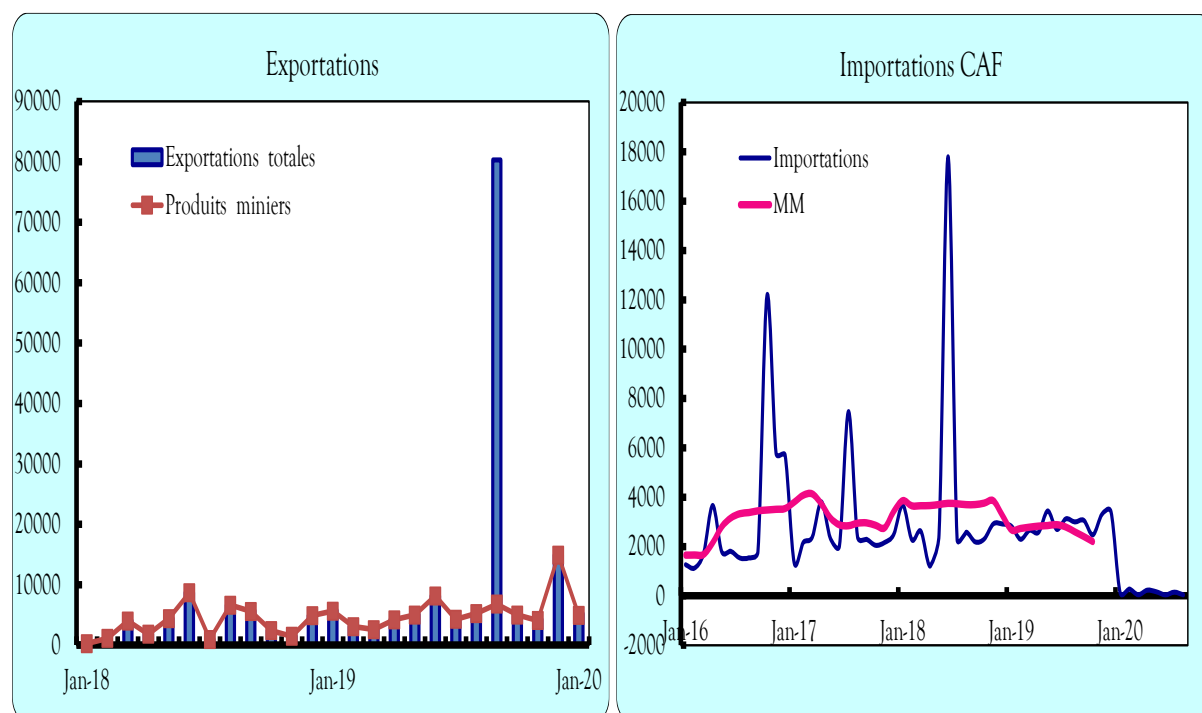 Exportations
90000
80000
70000
60000
50000
40000
30000
20000
10000
0
Exportations totales
Produits miniers
Jan-18
Jan-19
Jan-20
Importations CAF
20000
18000
16000
14000
12000
10000
8000
6000
4000
2000
0
-2000
Importations
MM
Jan-16
Jan-17
Jan-18
Jan-19
Jan-20